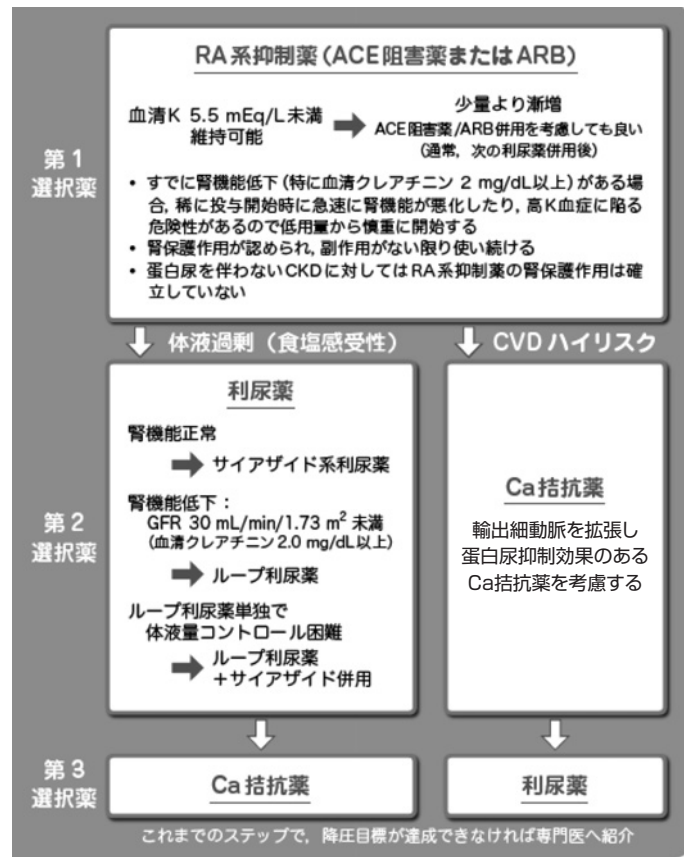 RA系抑制薬（ACE阻害薬またはARB）
血清K 5.5 mEq/L未満
維持可能
少量より漸増
ACE阻害薬/ARB併用を考慮しても良い
（通常，次の利尿薬併用後）
第1
選択薬
• すでに腎機能低下（特に血清クレアチニン 2 mg/dL以上）がある場
合，稀に投与開始時に急速に腎機能が悪化したり，高K血症に陥る
危険性があるので低用量から慎重に開始する
• 腎保護作用が認められ，副作用がない限り使い続ける
• 蛋白尿を伴わないCKDに対してはRA系抑制薬の腎保護作用は確
立していない
体液過剰（食塩感受性）
CVDハイリスク
第2
選択薬
利尿薬
腎機能正常
サイアザイド系利尿薬
腎機能低下：
GFR 30 mL/min/1.73 m² 未満
（血清クレアチニン2.0 mg/dL以上）
ループ利尿薬
ループ利尿薬単独で
体液量コントロール困難
ループ利尿薬
＋サイアザイド併用
Ca拮抗薬
輸出細動脈を拡張し
蛋白尿抑制効果のある
Ca拮抗薬を考慮する
第3
選択薬
Ca拮抗薬
利尿薬
これまでのステップで，降圧目標が達成できなければ専門医へ紹介